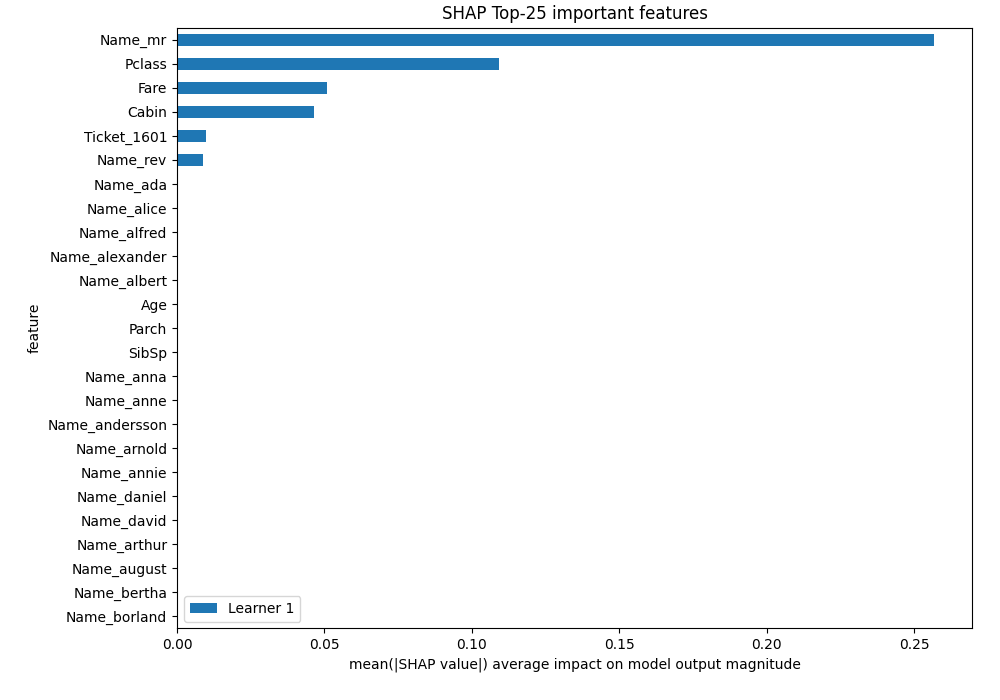 SHAP Top-25 important features
Name_mr
Pclass
Fare
Cabin
Ticket_1601
Name_rev
Name_ada
Name_alice
Name_alfred
Name_alexander
Name_albert
Age
Parch
SibSp
Name_anna
Name_anne
Name_andersson
Name_arnold
Name_annie
Name_daniel
Name_david
Name_arthur
Name_august
Name_bertha
Name_borland
feature
Learner 1
0.00 0.05 0.10 0.15 0.20 0.25
mean(|SHAP value|) average impact on model output magnitude